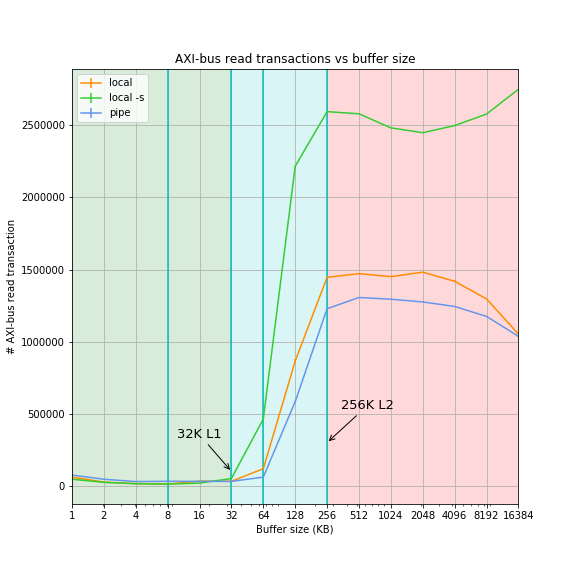 AXI-bus read transactions vs buffer size
local
local -s
pipe
# AXI-bus read transaction
2500000
2000000
1500000
1000000
500000
0
32K L1
256K L2
1 2 4 8 16 32 64 128 256 512 1024 2048 4096 8192 16384
Buffer size (KB)